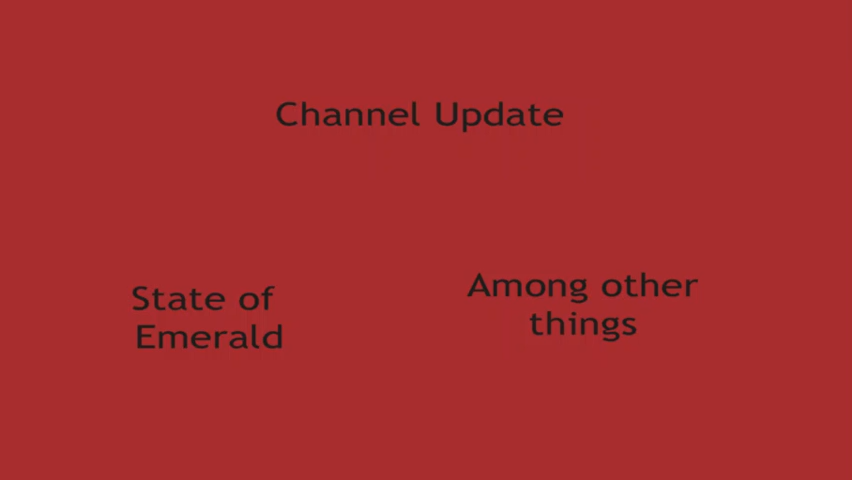 Channel Update
State of
Emerald
Among other
things